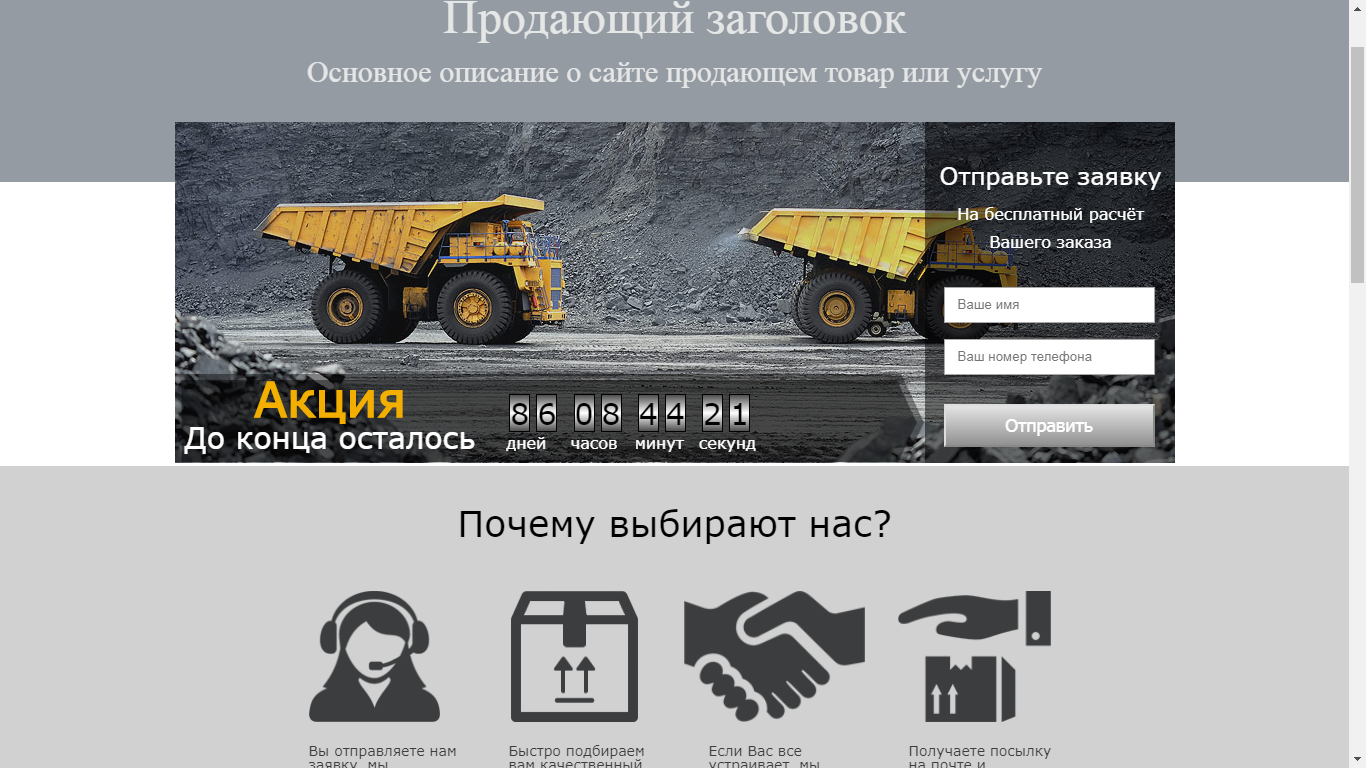 Продающий заголовок
Основное описание о сайте продающем товар или услугу
Отправьте заявку
На бесплатный расчёт
Вашего заказа
Ваше имя
Ваш номер телефона
Отправить
Акция
До конца осталось
86 08 44 21
дней часов минут секунд
Почему выбирают нас?
Вы отправляете нам
заявку, мы
Быстро подбираем
вам качественный
Если Вас все
устраивает, мы
Получаете посылку
на почте и